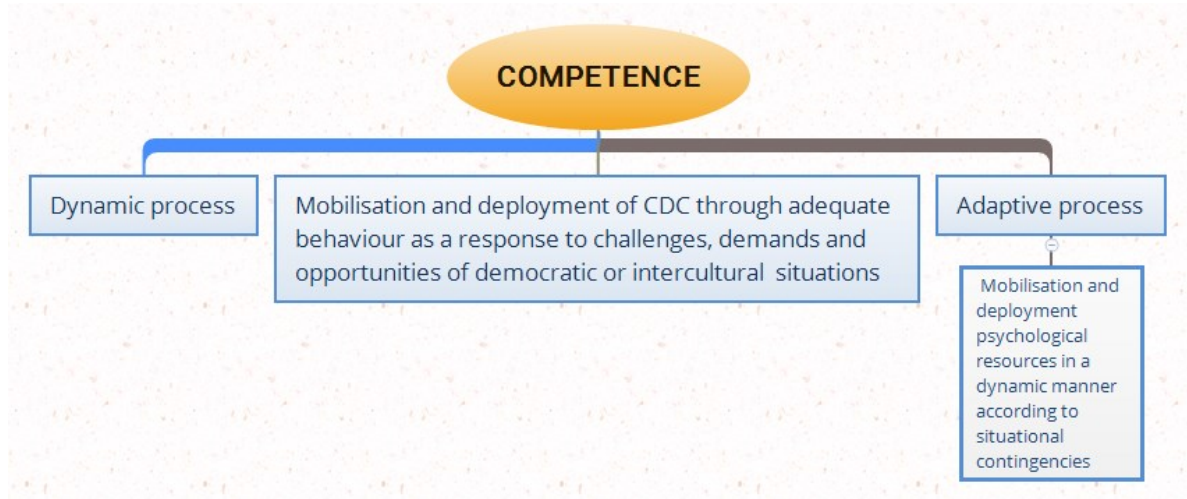 COMPETENCE
Dynamic process
Mobilisation and deployment of CDC through adequate
behaviour as a response to challenges, demands and
opportunities of democratic or intercultural situations
Adaptive process
Mobilisation and
deployment
psychological
resources in a
dynamic manner
according to
situational
contingencies